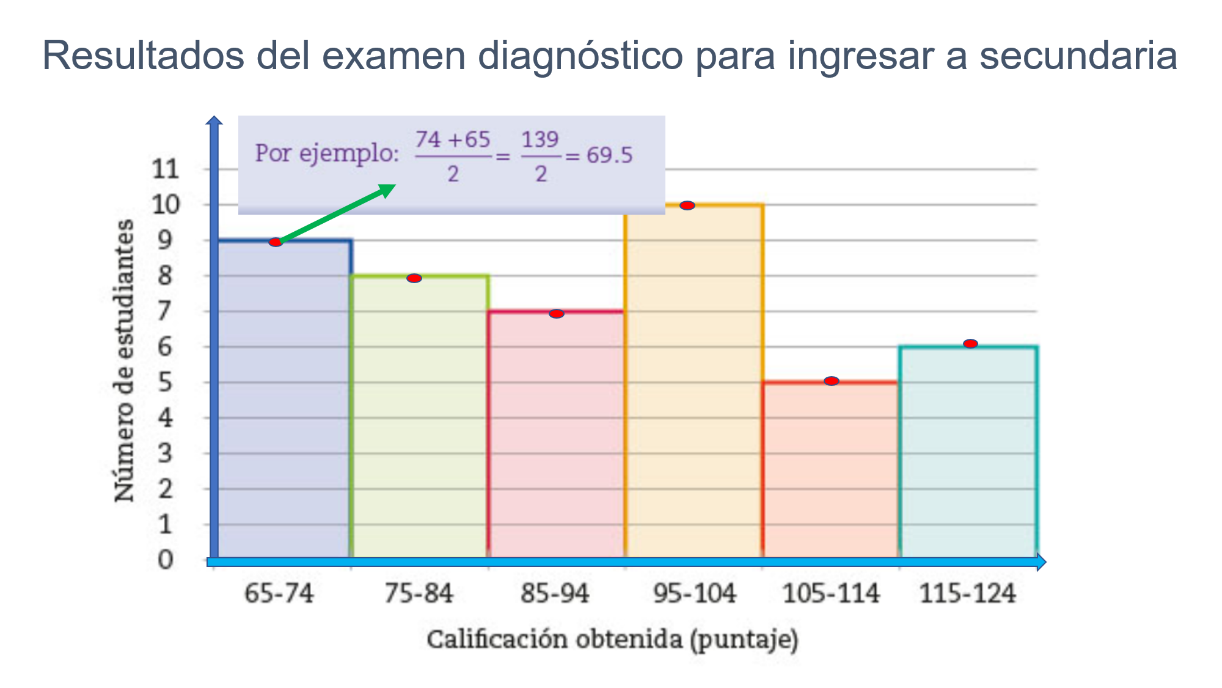 Resultados del examen diagnóstico para ingresar a secundaria
Por ejemplo: 74 +65 / 2 = 139 / 2 = 69.5
Número de estudiantes
11
10
9
8
7
6
5
4
3
2
1
0
65-74 75-84 85-94 95-104 105-114 115-124
Calificación obtenida (puntaje)